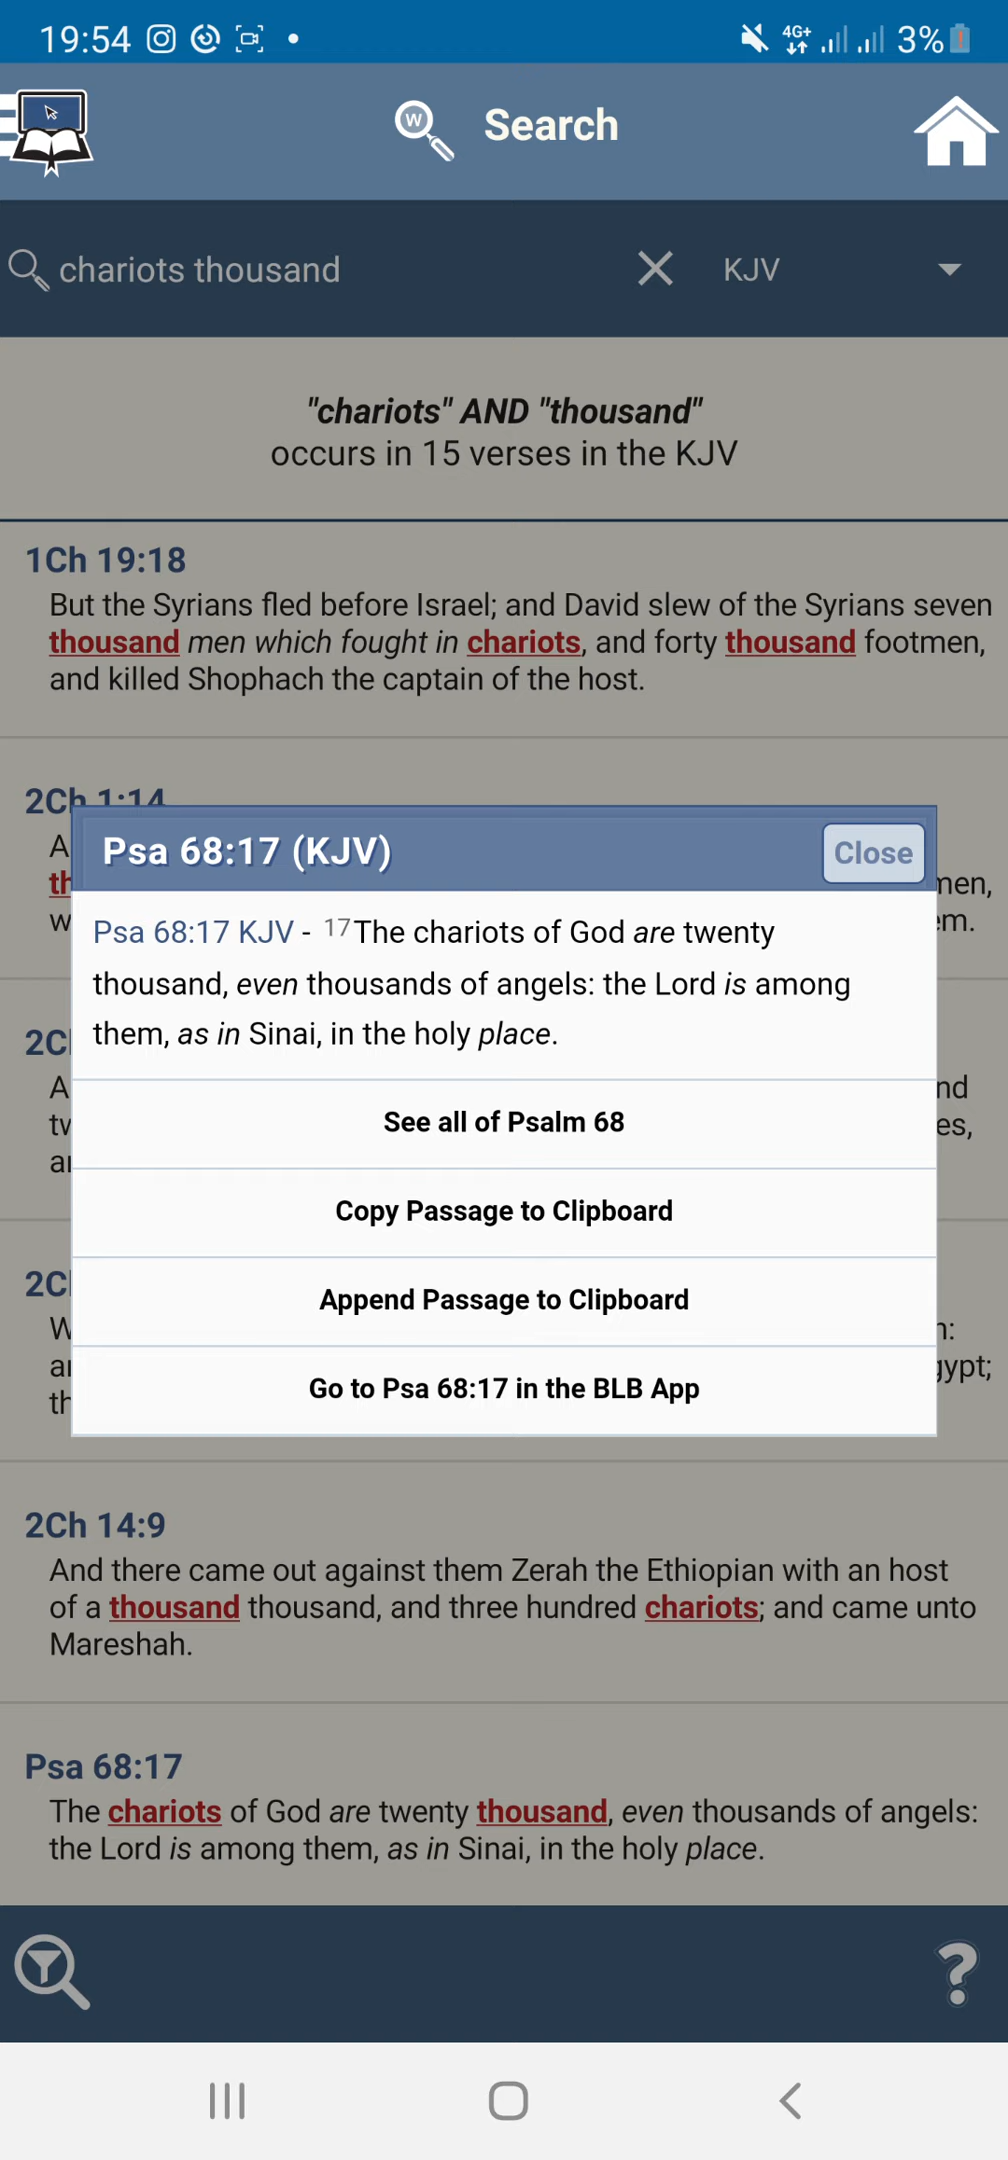 19:54
4G+
3%
W
Search
chariots thousand
KJV
"chariots" AND "thousand"
occurs in 15 verses in the KJV
1Ch 19:18
But the Syrians fled before Israel; and David slew of the Syrians seven
thousand men which fought in chariots, and forty thousand footmen,
and killed Shophach the captain of the host.
2Ch 1:14
Psa 68:17 (KJV)
Close
Psa 68:17 KJV - 17 The chariots of God are twenty
thousand, even thousands of angels: the Lord is among
them, as in Sinai, in the holy place.
See all of Psalm 68
Copy Passage to Clipboard
Append Passage to Clipboard
Go to Psa 68:17 in the BLB App
2Ch 14:9
And there came out against them Zerah the Ethiopian with an host
of a thousand thousand, and three hundred chariots; and came unto
Mareshah.
Psa 68:17
The chariots of God are twenty thousand, even thousands of angels:
the Lord is among them, as in Sinai, in the holy place.